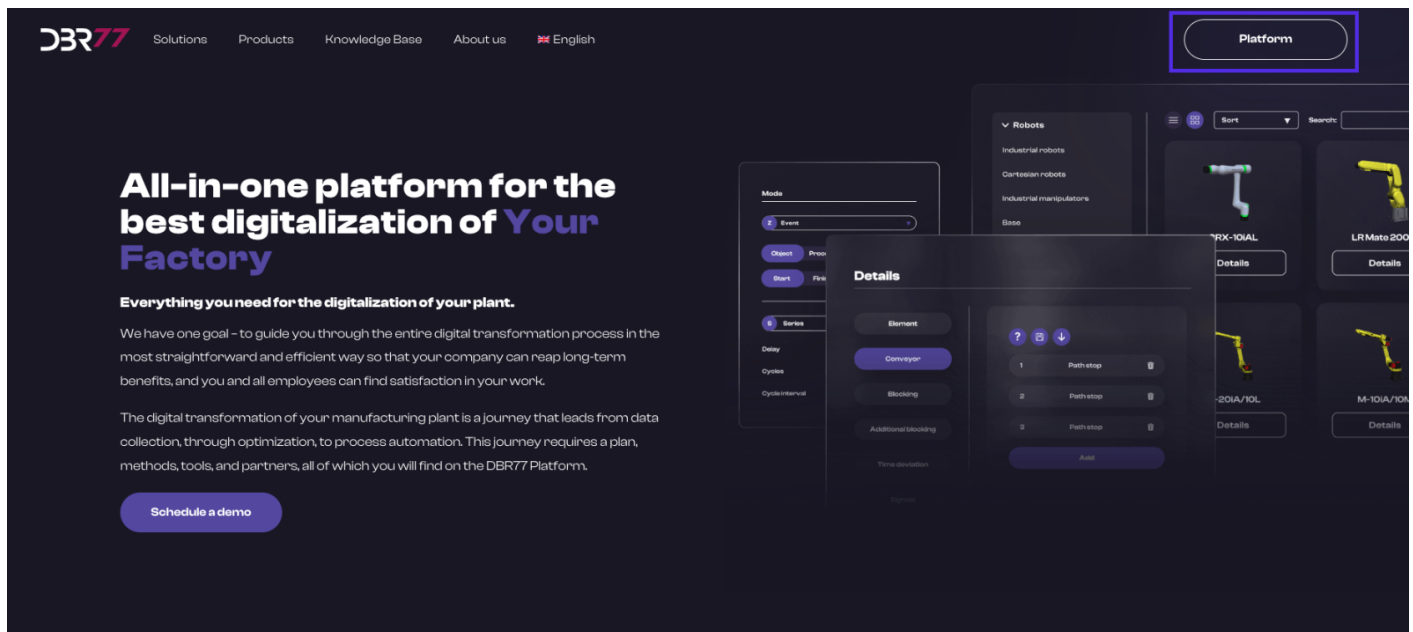 DBR77
Solutions
Products
Knowledge Base
About us
English
Platform
All-in-one platform for the
best digitalization of Your
Factory
Everything you need for the digitalization of your plant.
We have one goal – to guide you through the entire digital transformation process in the
most straightforward and efficient way so that your company can reap long-term
benefits, and you and all employees can find satisfaction in your work.
The digital transformation of your manufacturing plant is a journey that leads from data
collection, through optimization, to process automation. This journey requires a plan,
methods, tools, and partners, all of which you will find on the DBR77 Platform.
Schedule a demo
Mode
Event
Object
Start
Series
Delay
Cycles
Cycle interval
Details
Element
Conveyor
Blocking
Additional blocking
Time deviation
?
1 Path stop
2 Path stop
3 Path stop
Add
Robots
Industrial robots
Cartesian robots
Industrial manipulators
Base
Sort
Search:
LR Mate 200
Details
Details
M-10iA/10M
Details
Details